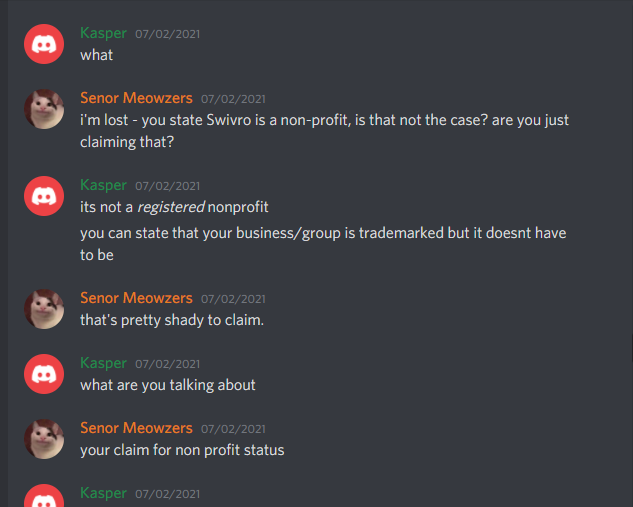 Kasper 07/02/2021
what
Senor Meowzers 07/02/2021
i'm lost - you state Swivro is a non-profit, is that not the case? are you just
claiming that?
Kasper 07/02/2021
its not a registered nonprofit
you can state that your business/group is trademarked but it doesnt have
to be
Senor Meowzers 07/02/2021
that's pretty shady to claim.
Kasper 07/02/2021
what are you talking about
Senor Meowzers 07/02/2021
your claim for non profit status
Kasper 07/02/2021